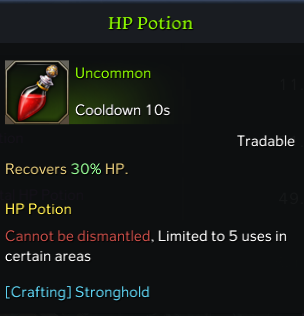 HP Potion
Uncommon
Cooldown 10s
Tradable
Recovers 30% HP.
HP Potion
Cannot be dismantled, Limited to 5 uses in
certain areas
[Crafting] Stronghold